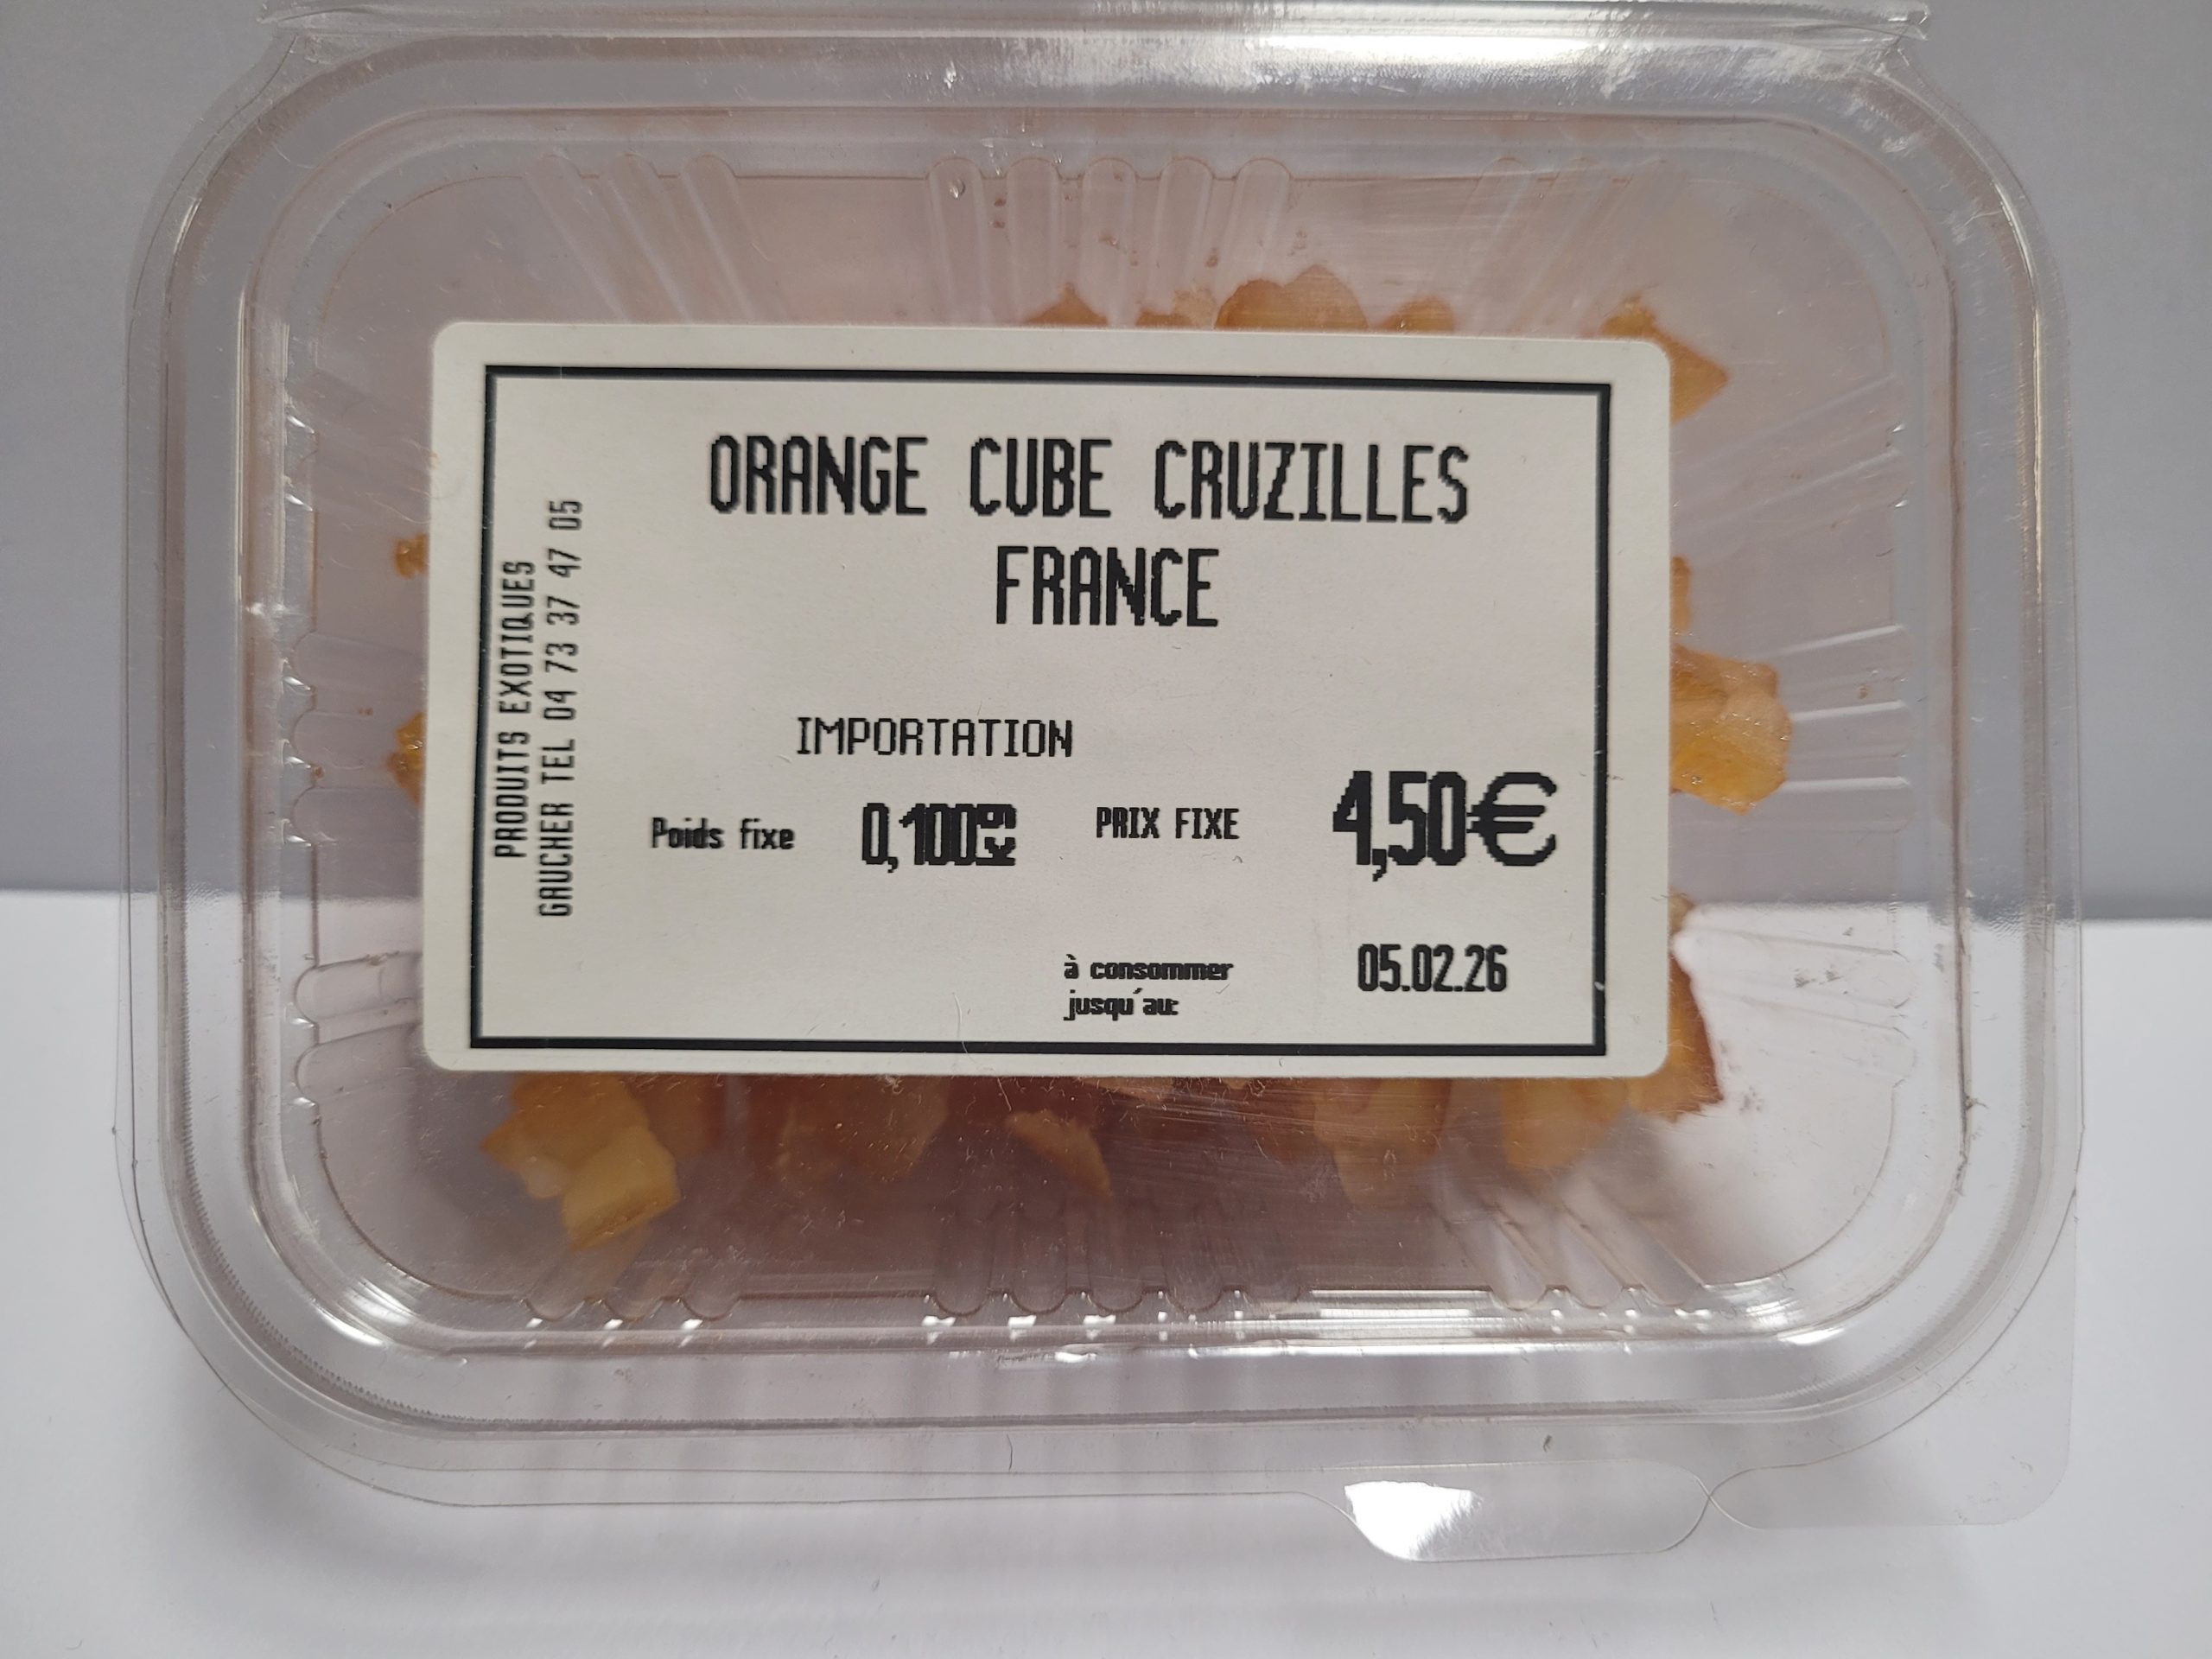 ORANGE CUBE CRUZILLES
FRANCE
PRODUITS EXOTIQUES
GAUCHER TEL 04 73 37 47 05
IMPORTATION
Poids fixe 0,100kg PRIX FIXE 4,50€
à consommer 05.02.26
jusqu'au: